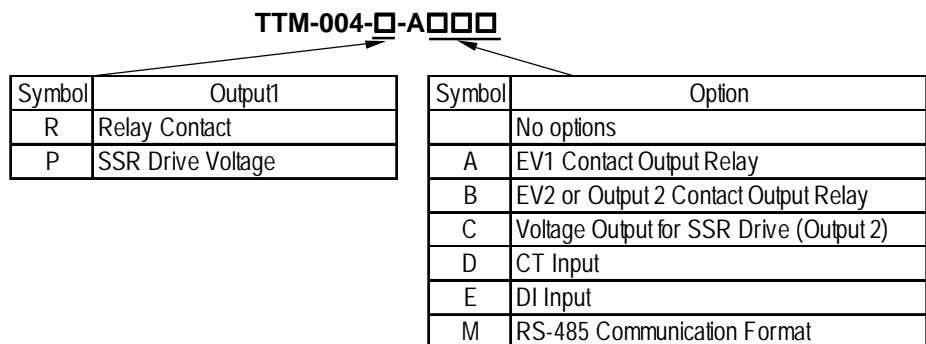 TTM-004-□-A□□□
Symbol Output1
R Relay Contact
P SSR Drive Voltage
Symbol Option
No options
A EV1 Contact Output Relay
B EV2 or Output 2 Contact Output Relay
C Voltage Output for SSR Drive (Output 2)
D CT Input
E DI Input
M RS-485 Communication Format